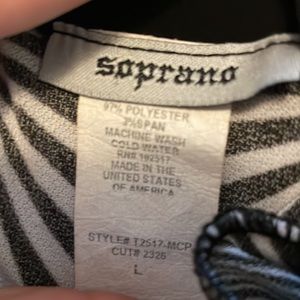 soprano
97% POLYESTER
3%SPAN
MACHINE WASH
COLD WATER
RN# 102517
MADE IN THE
UNITED STATES
OF AMERICA
STYLE# T2517-MCP
CUT# 2326
L